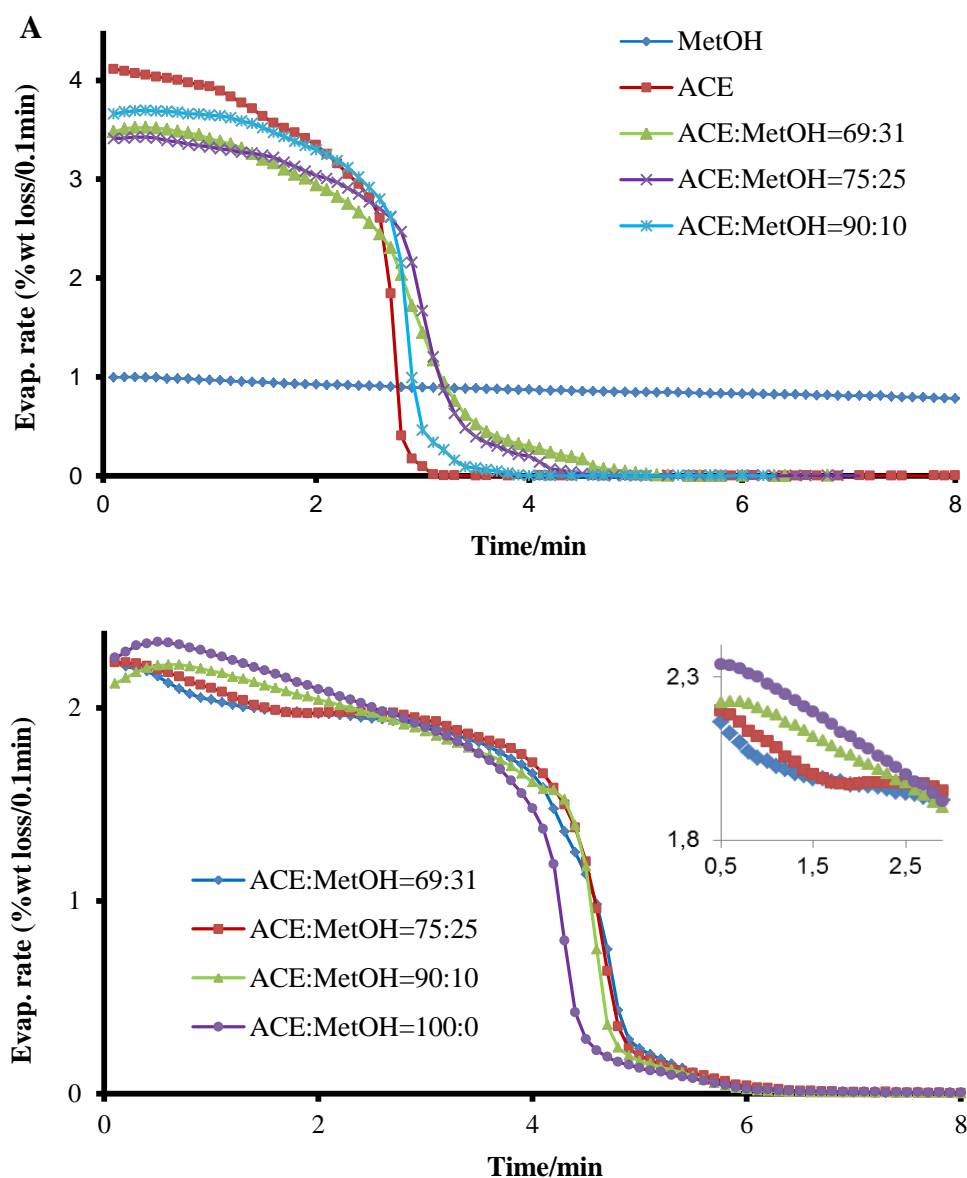 A
MetOH
ACE
ACE:MetOH=69:31
ACE:MetOH=75:25
ACE:MetOH=90:10
Evap. rate (%wt loss/0.1min)
4
3
2
1
0
0 2 4 6 8
Time/min
Evap. rate (%wt loss/0.1min)
2
1
0
2,3
1,8
0,5 1,5 2,5
ACE:MetOH=69:31
ACE:MetOH=75:25
ACE:MetOH=90:10
ACE:MetOH=100:0
0 2 4 6 8
Time/min